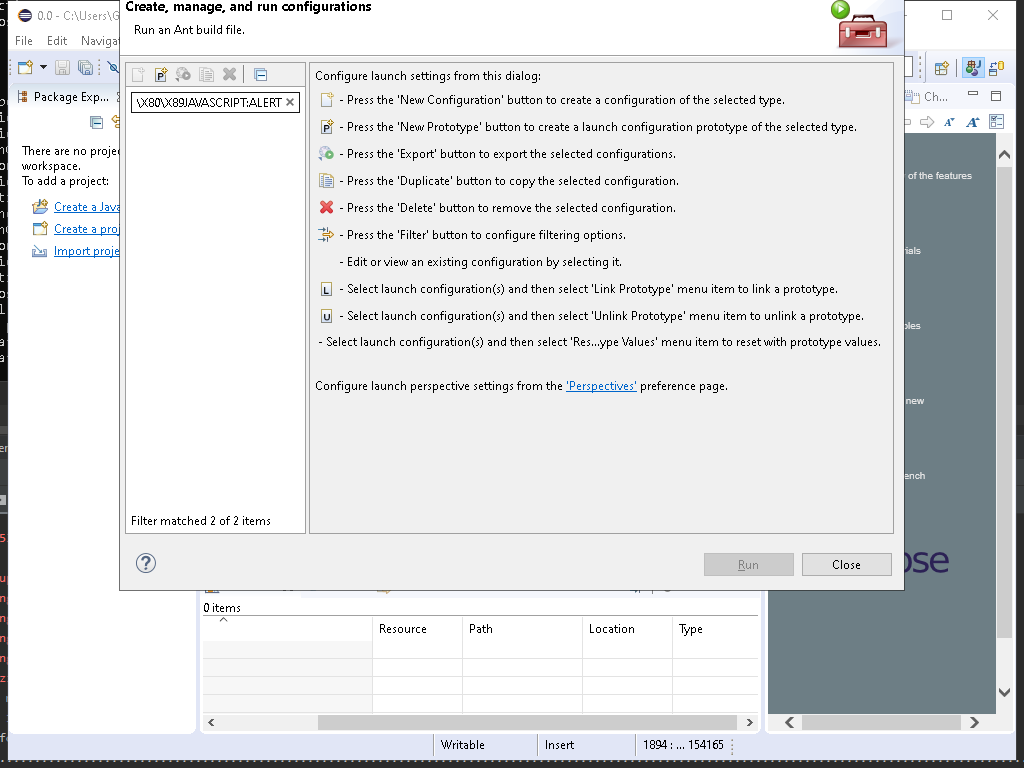 Create, manage, and run configurations
0.0 - C:\Users\G
Run an Ant build file.
File Edit Navigat
Package Exp...
Ch...
\X80\X89JAVASCRIPT:ALERT
There are no proje
workspace.
To add a project:
Create a Java
Create a proj
Import proje
Configure launch settings from this dialog:
- Press the 'New Configuration' button to create a configuration of the selected type.
- Press the 'New Prototype' button to create a launch configuration prototype of the selected type.
- Press the 'Export' button to export the selected configurations.
- Press the 'Duplicate' button to copy the selected configuration.
- Press the 'Delete' button to remove the selected configuration.
- Press the 'Filter' button to configure filtering options.
- Edit or view an existing configuration by selecting it.
L - Select launch configuration(s) and then select 'Link Prototype' menu item to link a prototype.
U - Select launch configuration(s) and then select 'Unlink Prototype' menu item to unlink a prototype.
- Select launch configuration(s) and then select 'Res...ype Values' menu item to reset with prototype values.
Configure launch perspective settings from the 'Perspectives' preference page.
of the features
new
Filter matched 2 of 2 items
Run
Close
0 items
Resource Path Location Type
Writable Insert 1894 : ... 154165